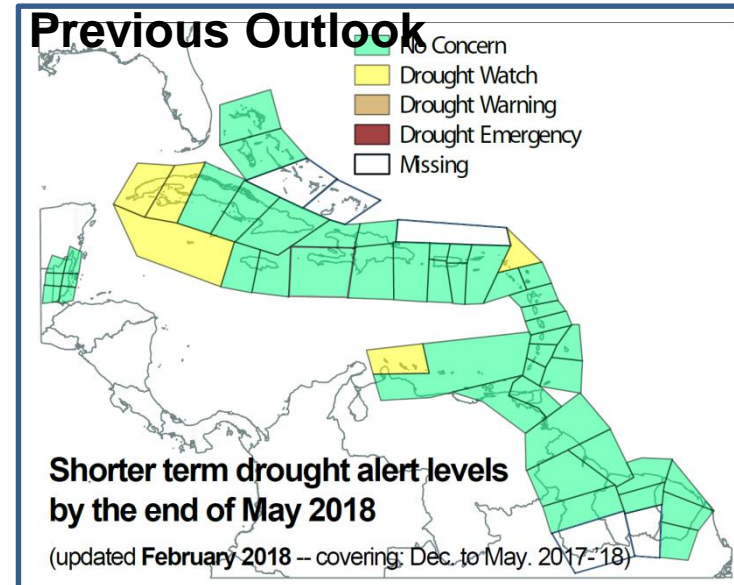 Previous Outlook
No Concern
Drought Watch
Drought Warning
Drought Emergency
Missing
Shorter term drought alert levels
by the end of May 2018
(updated February 2018 -- covering: Dec. to May. 2017-'18)